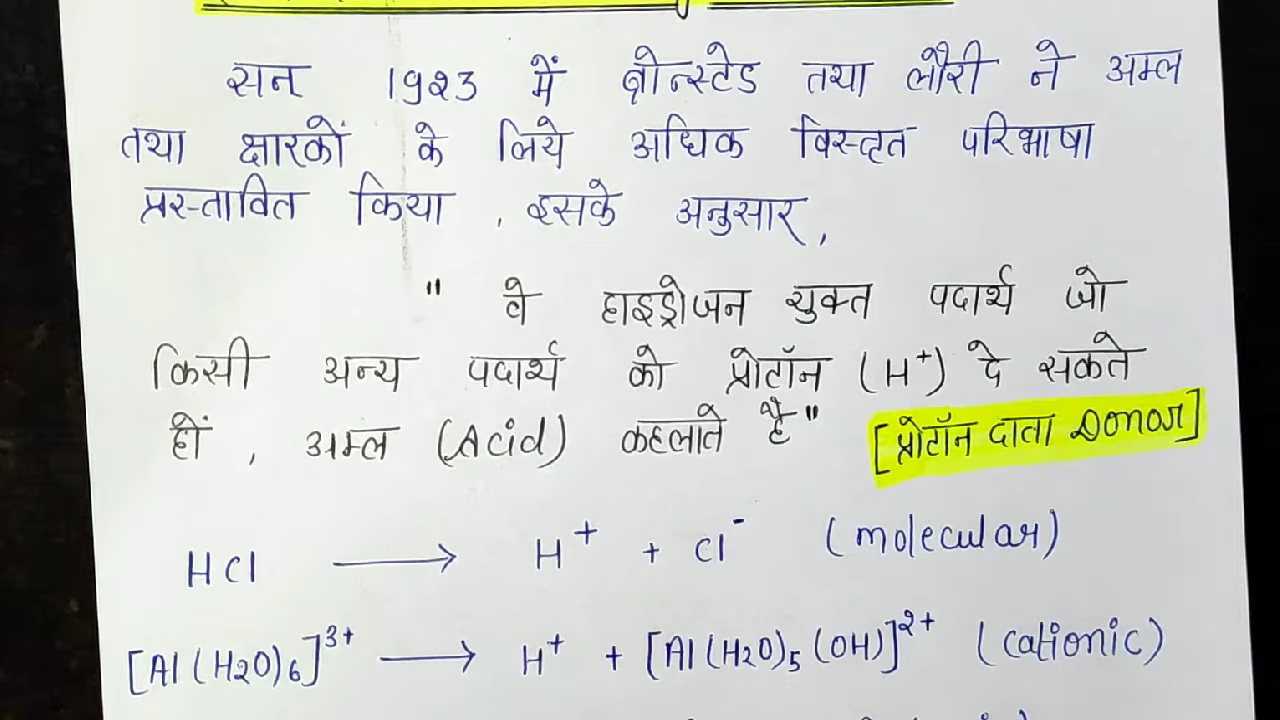 सन् 1923 में ब्रोन्स्टेड तथा लौरी ने अम्ल
तथा क्षारकों के लिये अधिक विस्तृत परिभाषा
प्रस्तावित किया , इसके अनुसार,
" वे हाइड्रोजन युक्त पदार्थ जो
किसी अन्य पदार्थ को प्रोटॉन (H⁺) दे सकते
हों , अम्ल (Acid) कहलाते है" [प्रोटॉन दाता Donor]
HCl ⟶ H⁺ + Cl⁻ (molecular)
[Al(H₂O)₆]³⁺ ⟶ H⁺ + [Al(H₂O)₅(OH)]²⁺ (cationic)